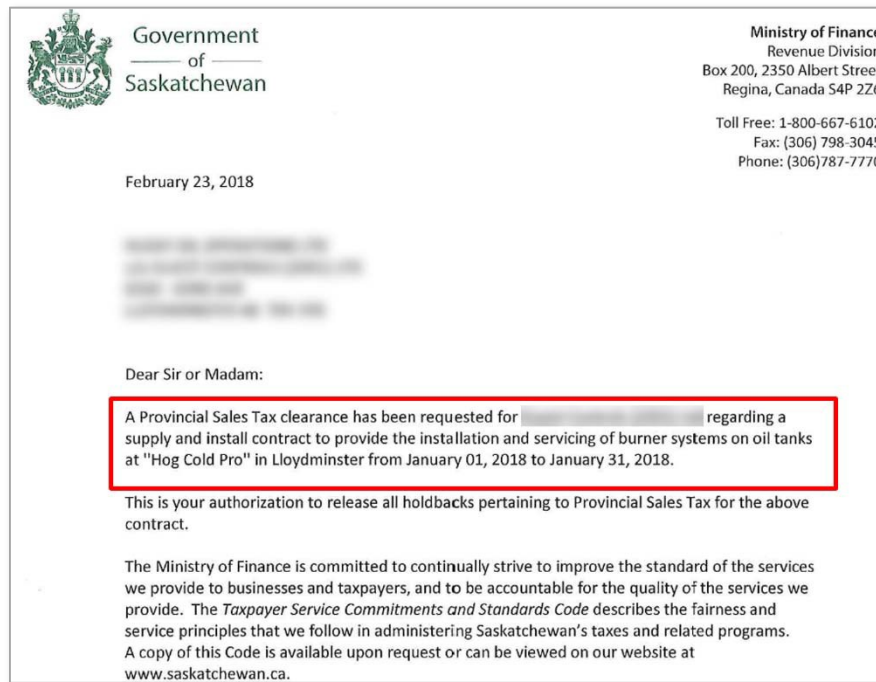 Government
of
Saskatchewan
Ministry of Finance
Revenue Division
Box 200, 2350 Albert Street
Regina, Canada S4P 2Z6
Toll Free: 1-800-667-6102
Fax: (306) 798-3045
Phone: (306)787-7770
February 23, 2018
Dear Sir or Madam:
A Provincial Sales Tax clearance has been requested for regarding a
supply and install contract to provide the installation and servicing of burner systems on oil tanks
at "Hog Cold Pro" in Lloydminster from January 01, 2018 to January 31, 2018.
This is your authorization to release all holdbacks pertaining to Provincial Sales Tax for the above
contract.
The Ministry of Finance is committed to continually strive to improve the standard of the services
we provide to businesses and taxpayers, and to be accountable for the quality of the services we
provide. The Taxpayer Service Commitments and Standards Code describes the fairness and
service principles that we follow in administering Saskatchewan's taxes and related programs.
A copy of this Code is available upon request or can be viewed on our website at
www.saskatchewan.ca.